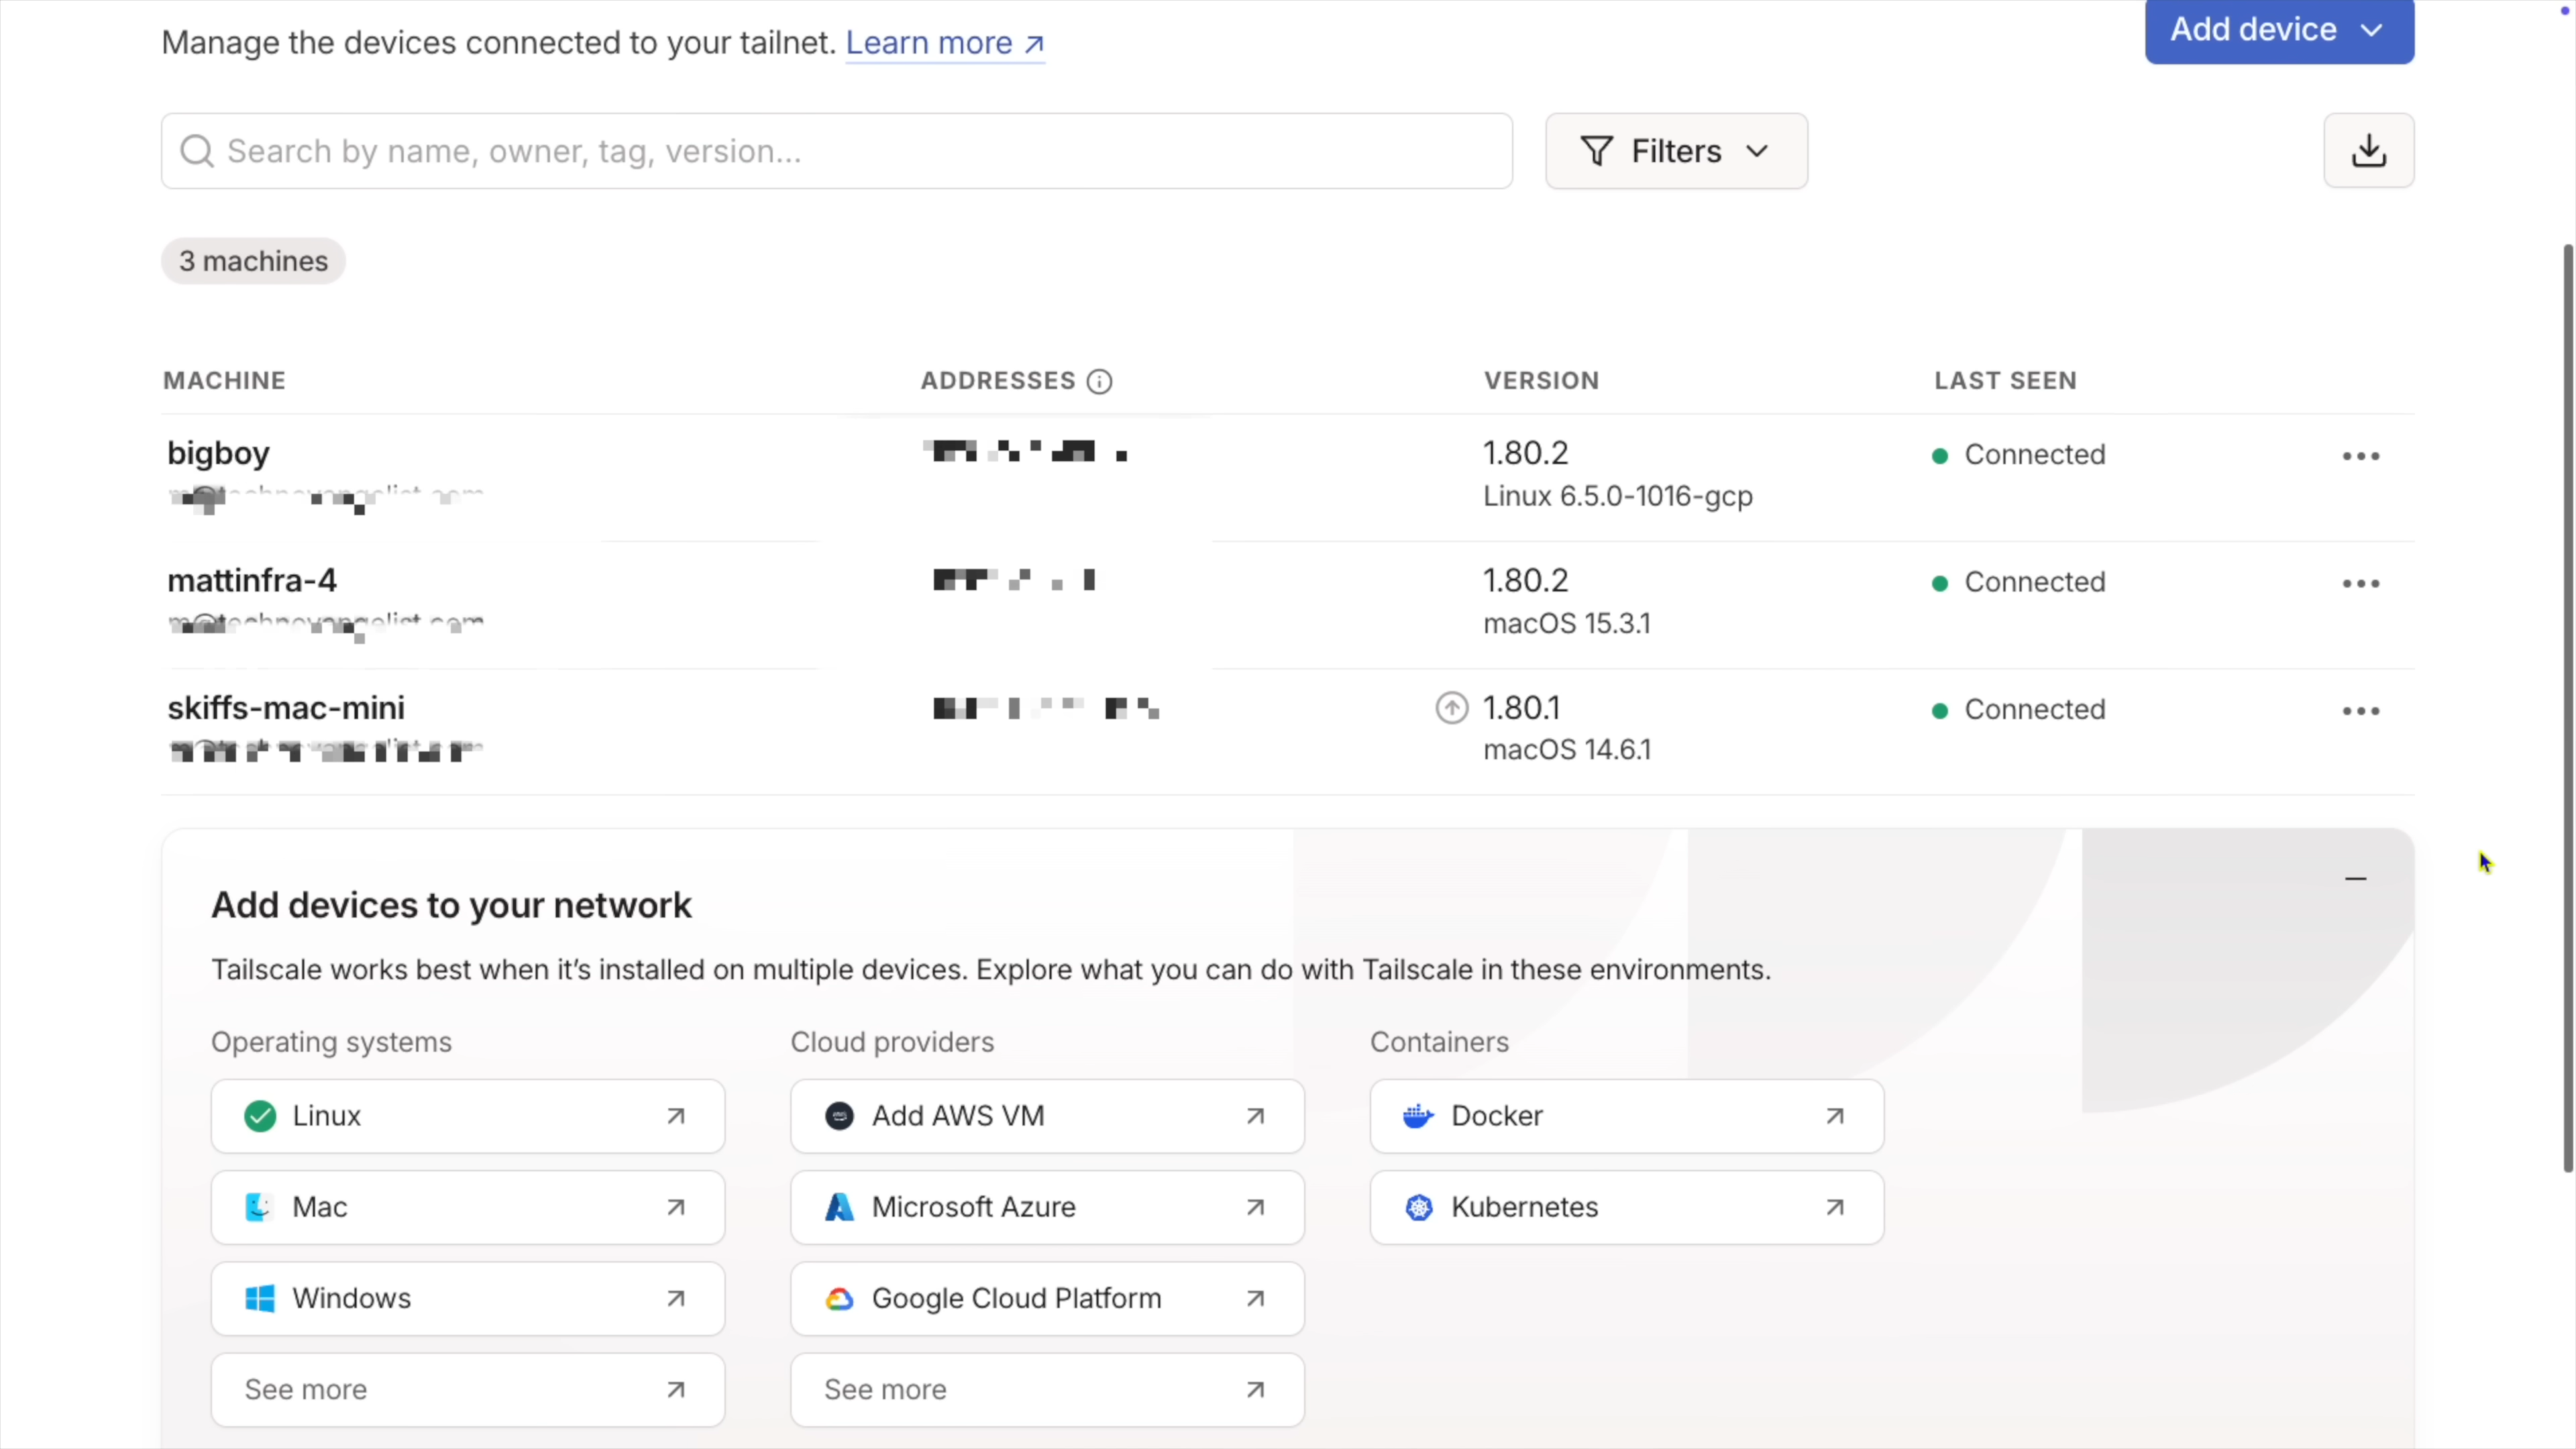 Manage the devices connected to your tailnet. Learn more ↗
Add device
Search by name, owner, tag, version...
Filters
3 machines
MACHINE ADDRESSES VERSION LAST SEEN
bigboy 1.80.2 Connected
Linux 6.5.0-1016-gcp
mattinfra-4 1.80.2 Connected
macOS 15.3.1
skiffs-mac-mini 1.80.1 Connected
macOS 14.6.1
Add devices to your network
Tailscale works best when it’s installed on multiple devices. Explore what you can do with Tailscale in these environments.
Operating systems
Linux
Mac
Windows
See more
Cloud providers
Add AWS VM
Microsoft Azure
Google Cloud Platform
See more
Containers
Docker
Kubernetes